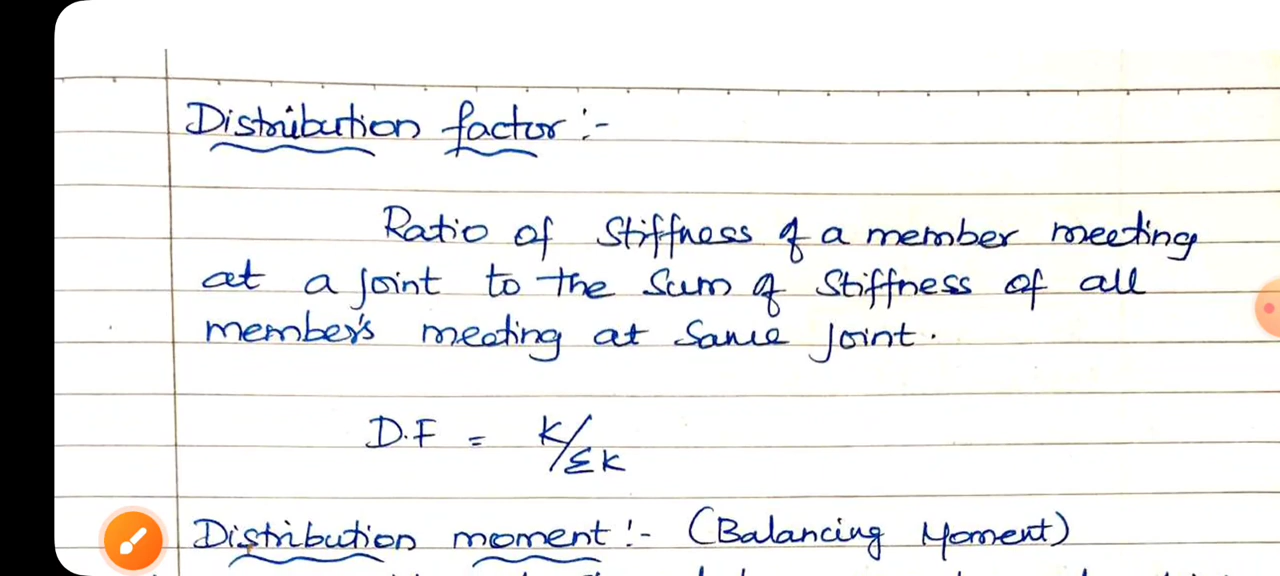 Distribution factor :-
Ratio of Stiffness of a member meeting
at a Joint to the Sum of Stiffness of all
member's meeting at Same Joint.
D.F = K/ΣK
Distribution moment :- (Balancing Moment)